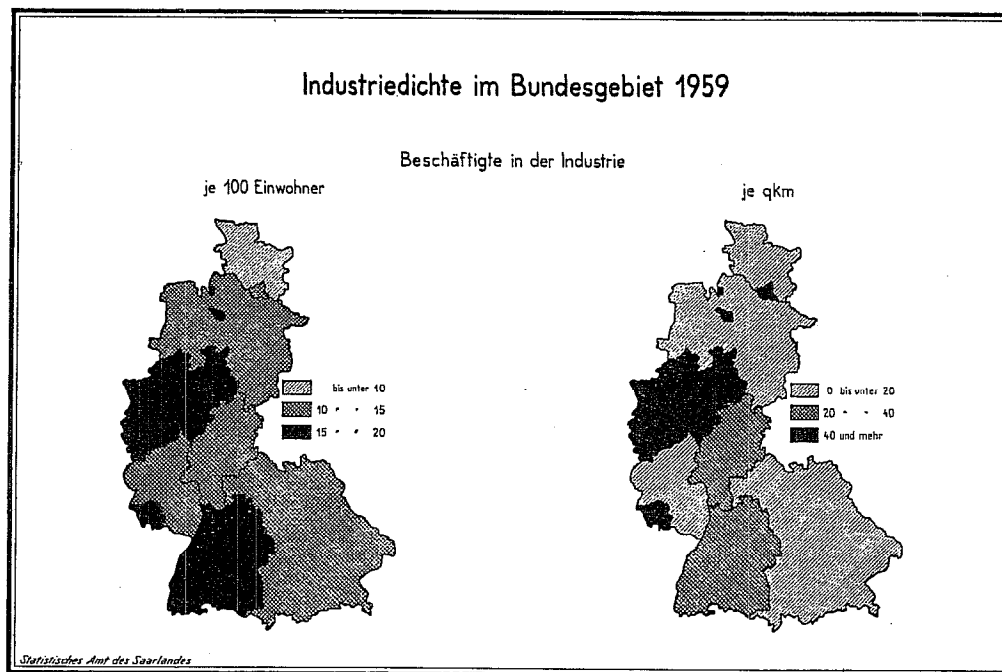 Industriedichte im Bundesgebiet 1959
Beschäftigte in der Industrie
je 100 Einwohner
bis unter 10
10 " " 15
15 " " 20
je qkm
0 bis unter 20
20 " " 40
40 und mehr
Statistisches Amt des Saarlandes